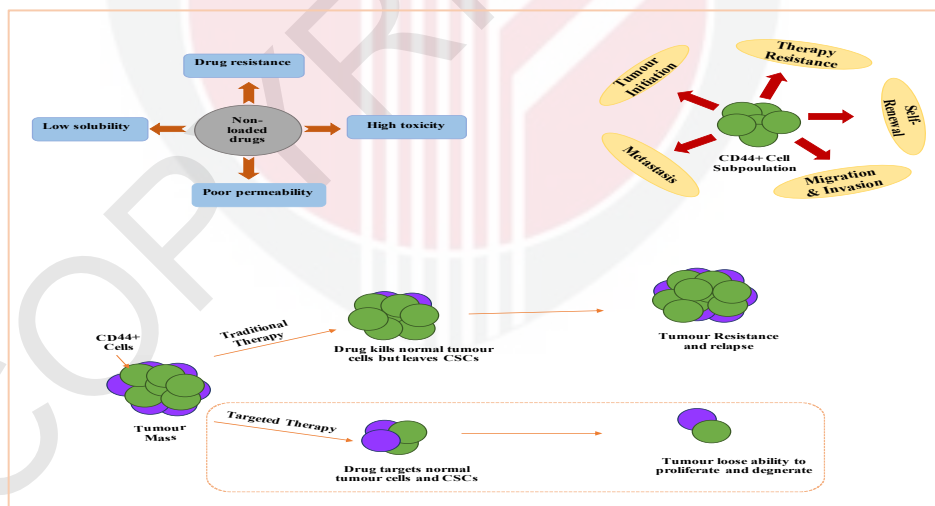 Drug resistance
Low solubility
Non-
loaded
drugs
High toxicity
Poor permeability
Tumour
Initiation
Therapy
Resistance
Self-
Renewal
Metastasis
CD44+ Cell
Subpoulation
Migration
& Invasion
CD44+
Cells
Traditional
Therapy
Drug kills normal tumour
cells but leaves CSCs
Tumour Resistance
and relapse
Tumour
Mass
Targeted Therapy
Drug targets normal
tumour cells and CSCs
Tumour loose ability to
proliferate and degnerate
COPYR